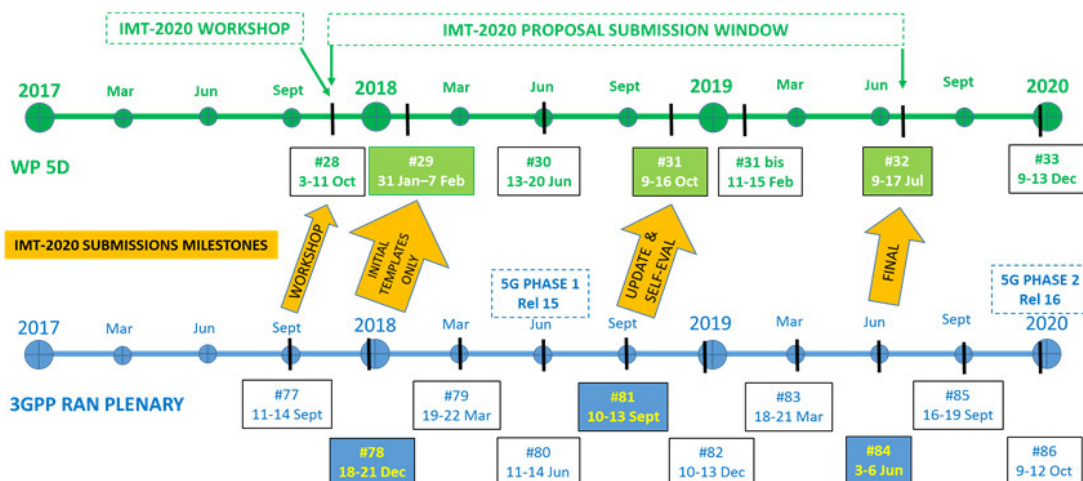 IMT-2020 WORKSHOP
IMT-2020 PROPOSAL SUBMISSION WINDOW
2017
Mar
Jun
Sept
2018
Mar
Jun
Sept
2019
Mar
Jun
Sept
2020
WP 5D
#28
3-11 Oct
#29
31 Jan–7 Feb
#30
13-20 Jun
#31
9-16 Oct
#31 bis
11-15 Feb
#32
9-17 Jul
#33
9-13 Dec
IMT-2020 SUBMISSIONS MILESTONES
WORKSHOP
INITIAL
TEMPLATES
ONLY
UPDATE &
SELF-EVAL
FINAL
5G PHASE 1
Rel 15
5G PHASE 2
Rel 16
2017
Mar
Jun
Sept
2018
Mar
Jun
Sept
2019
Mar
Jun
Sept
2020
3GPP RAN PLENARY
#77
11-14 Sept
#79
19-22 Mar
#81
10-13 Sept
#83
18-21 Mar
#85
16-19 Sept
#78
18-21 Dec
#80
11-14 Jun
#82
10-13 Dec
#84
3-6 Jun
#86
9-12 Oct